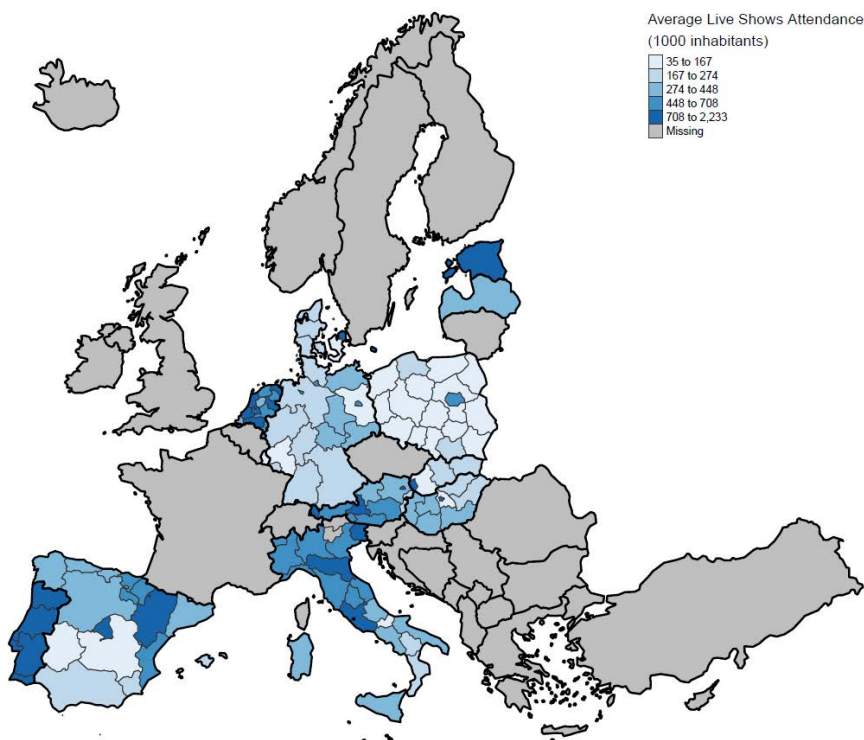 Average Live Shows Attendance
(1000 inhabitants)
35 to 167
167 to 274
274 to 448
448 to 708
708 to 2,233
Missing